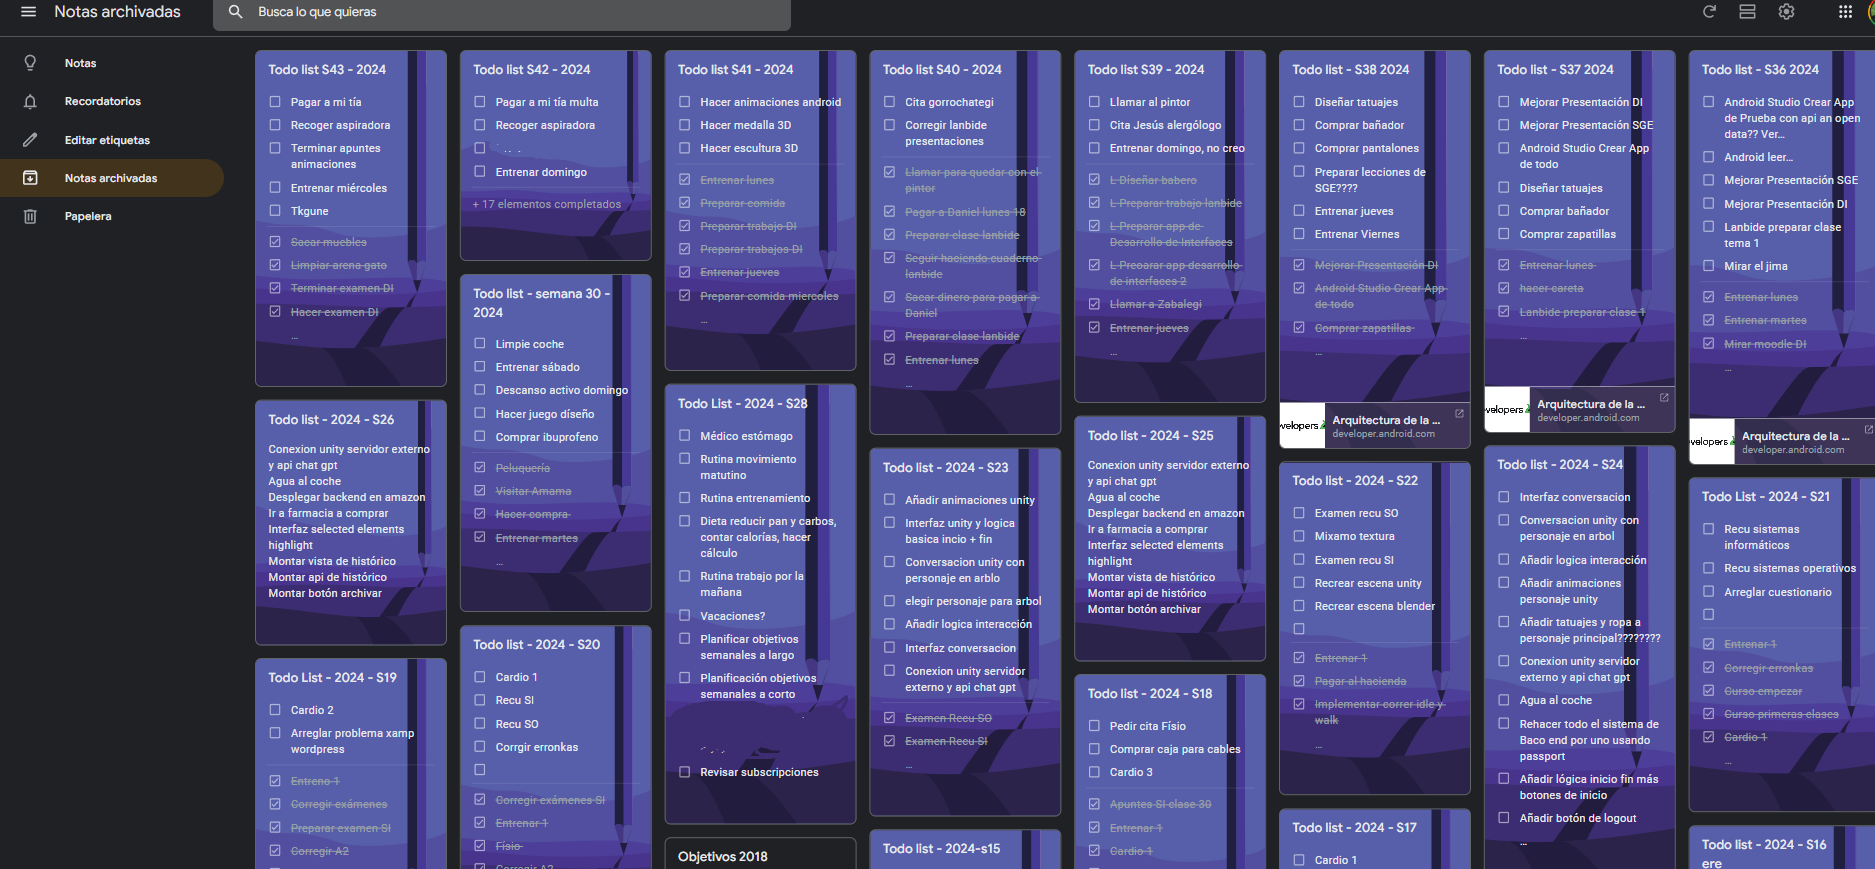 Notas archivadas
Busca lo que quieras
Notas
Recordatorios
Editar etiquetas
Notas archivadas
Papelera
Todo list S43 - 2024
Pagar a mi tía
Recoger aspiradora
Terminar apuntes
animaciones
Entrenar miércoles
Tkgune
Sacar muebles
Limpiar arena gato
Terminar examen DI
Hacer examen DI
...
Todo list S42 - 2024
Pagar a mi tía multa
Recoger aspiradora
Entrenar domingo
+ 17 elementos completados
Todo list S41 - 2024
Hacer animaciones android
Hacer medalla 3D
Hacer escultura 3D
Entrenar lunes
Preparar comida
Preparar trabajo DI
Preparar trabajos DI
Entrenar jueves
Preparar comida miercoles
...
Todo list S40 - 2024
Cita gorrochategi
Corregir lanbide
presentaciones
Llamar para quedar con el
pintor
Pagar a Daniel lunes 18
Preparar clase lanbide
Seguir haciendo cuaderno
lanbide
Sacar dinero para pagar a
Daniel
Preparar clase lanbide
Entrenar lunes
...
Todo list S39 - 2024
Llamar al pintor
Cita Jesús alergólogo
Entrenar domingo, no creo
L Díseñar babero
L Preparar trabajo lanbide
L Preparar app de
Desarrollo de Interfaces
L Preoarar app desarrollo
de interfaces 2
Llamar a Zabalegi
Entrenar jueves
...
Todo list - S38 2024
Diseñar tatuajes
Comprar bañador
Comprar pantalones
Preparar lecciones de
SGE????
Entrenar jueves
Entrenar Viernes
Mejorar Presentación DI
Android Studio Crear App
de todo
Comprar zapatillas
...
Arquitectura de la ...
developer.android.com
Todo list - S37 2024
Mejorar Presentación DI
Mejorar Presentación SGE
Android Studio Crear App
de todo
Diseñar tatuajes
Comprar bañador
Comprar zapatillas
Entrenar lunes
hacer careta
Lanbide preparar clase 1
...
velopers
Arquitectura de la ...
developer.android.com
Todo list - S36 2024
Android Studio Crear App
de Prueba con api an open
data?? Ver...
Android leer...
Mejorar Presentación SGE
Mejorar Presentación DI
Lanbide preparar clase
tema 1
Mirar el jima
Entrenar lunes
Entrenar martes
Mirar moodle DI
...
velopers
Arquitectura de la ...
developer.android.com
Todo list - 2024 - S26
Conexion unity servidor externo
y api chat gpt
Agua al coche
Desplegar backend en amazon
Ir a farmacia a comprar
Interfaz selected elements
highlight
Montar vista de histórico
Montar api de histórico
Montar botón archivar
Todo list - semana 30 -
2024
Limpie coche
Entrenar sábado
Descanso activo domingo
Hacer juego díseño
Comprar ibuprofeno
Peluquería
Visitar Amama
Hacer compra
Entrenar martes
...
Todo List - 2024 - S28
Médico estómago
Rutina movimiento
matutino
Rutina entrenamiento
Dieta reducir pan y carbos,
contar calorías, hacer
cálculo
Rutina trabajo por la
mañana
Vacaciones?
Planificar objetivos
semanales a largo
Planificación objetivos
semanales a corto
Revisar subscripciones
Todo list - 2024 - S23
Añadir animaciones unity
Interfaz unity y logica
basica incio + fin
Conversacion unity con
personaje en arblo
elegir personaje para arbol
Añadir logica interacción
Interfaz conversacion
Conexion unity servidor
externo y api chat gpt
Examen Recu SO
Examen Recu SI
...
Todo list - 2024 - S25
Conexion unity servidor externo
y api chat gpt
Agua al coche
Desplegar backend en amazon
Ir a farmacia a comprar
Interfaz selected elements
highlight
Montar vista de histórico
Montar api de histórico
Montar botón archivar
velopers
Todo list - 2024 - S22
Examen recu SO
Mixamo textura
Examen recu SI
Recrear escena unity
Recrear escena blender
Entrenar 1
Pagar al hacienda
Implementar correr idle y
walk
...
Todo list - 2024 - S24
Interfaz conversacion
Conversacion unity con
personaje en arbol
Añadir logica interacción
Añadir animaciones
personaje unity
Añadir tatuajes y ropa a
personaje principal????????
Conexion unity servidor
externo y api chat gpt
Agua al coche
Rehacer todo el sistema de
Baco end por uno usando
passport
Añadir lógica inicio fin más
botones de inicio
Añadir botón de logout
...
Todo List - 2024 - S21
Recu sistemas
informáticos
Recu sistemas operativos
Arreglar cuestionario
Entrenar 1
Corregir erronkas
Curso empezar
Curso primeras clases
Cardio 1
...
Todo List - 2024 - S19
Cardio 2
Arreglar problema xamp
wordpress
Entreno 1
Corregir exámenes
Preparar examen SI
Corregir A2
Todo list - 2024 - S20
Cardio 1
Recu SI
Recu SO
Corrgir erronkas
Corregir exámenes SI
Entrenar 1
Físio
Corregir A2
Objetivos 2018
Todo list - 2024-s15
Todo list - 2024 - S18
Pedir cita Físio
Comprar caja para cables
Cardio 3
Apuntes SI clase 30
Entrenar 1
Cardio 1
Todo list - 2024 - S17
Cardio 1
Todo list - 2024 - S16
ere